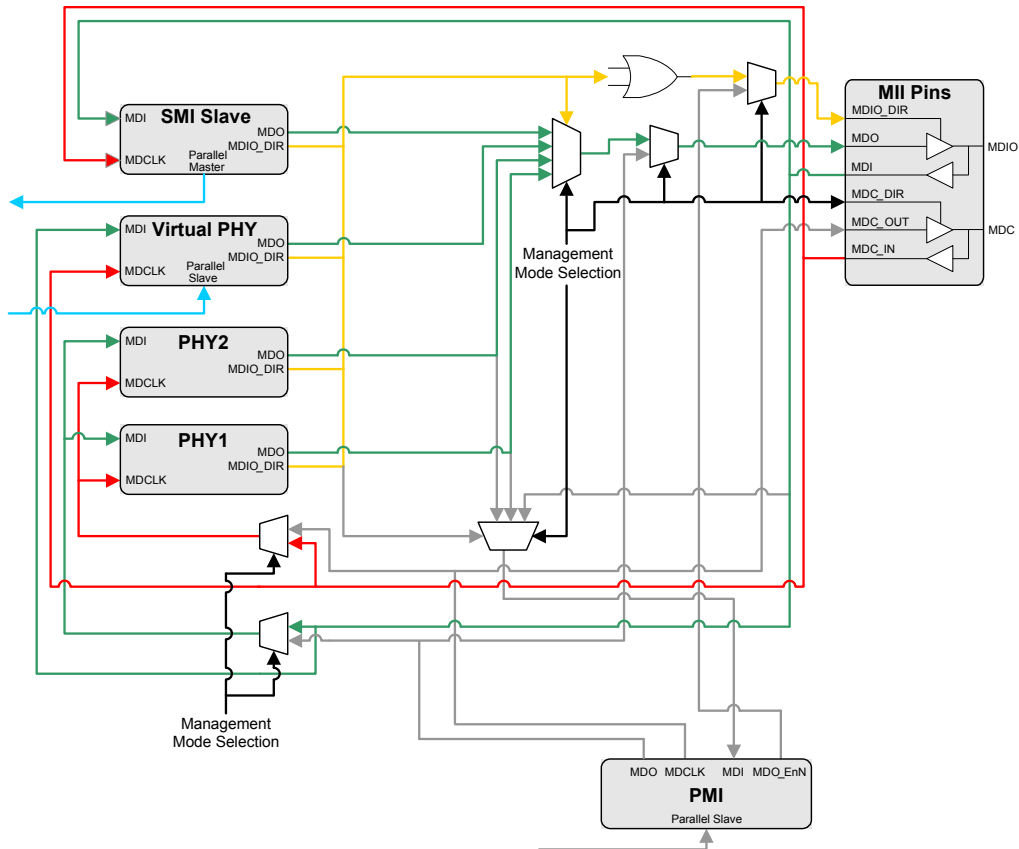 SMI Slave
MDI
MDO
MDIO_DIR
MDCLK
Parallel
Master
Virtual PHY
MDI
MDO
MDIO_DIR
MDCLK
Parallel
Slave
PHY2
MDI
MDO
MDIO_DIR
MDCLK
PHY1
MDI
MDO
MDIO_DIR
MDCLK
Management
Mode Selection
MII Pins
MDIO_DIR
MDO
MDIO
MDI
MDC_DIR
MDC_OUT
MDC
MDC_IN
Management
Mode Selection
MDO
MDCLK
MDI
MDO_EnN
PMI
Parallel Slave